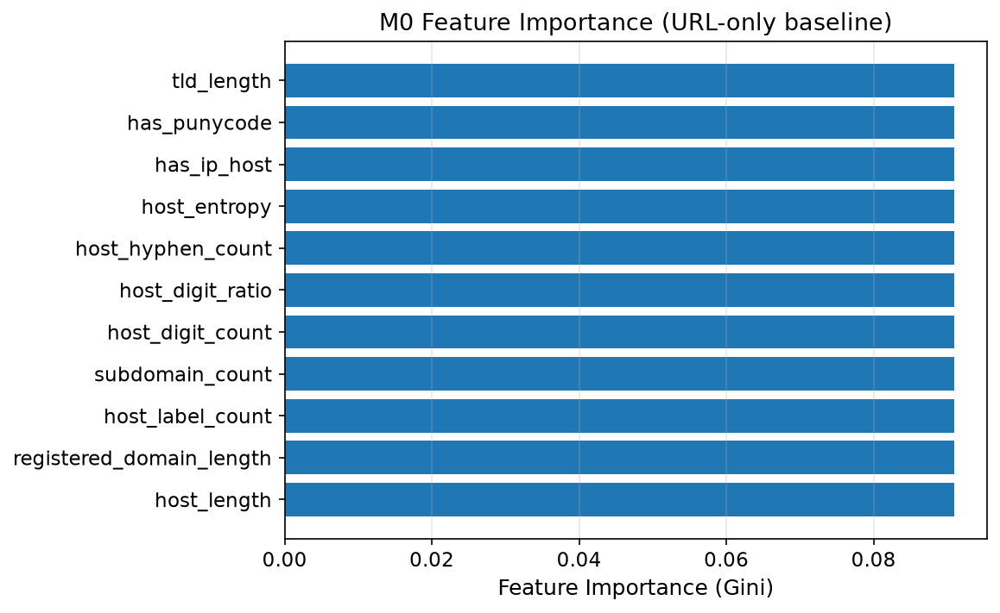 M0 Feature Importance (URL-only baseline)
tld_length
has_punycode
has_ip_host
host_entropy
host_hyphen_count
host_digit_ratio
host_digit_count
subdomain_count
host_label_count
registered_domain_length
host_length
0.00 0.02 0.04 0.06 0.08
Feature Importance (Gini)